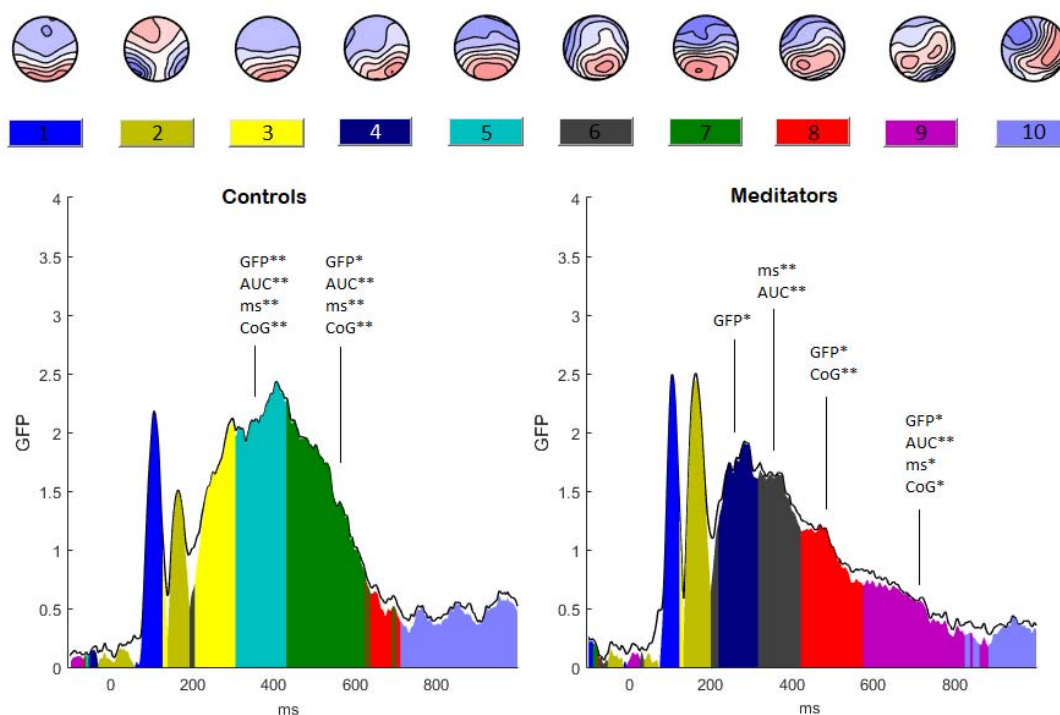 1 2 3 4 5 6 7 8 9 10
Controls
GFP
4
3.5
3
2.5
2
1.5
1
0.5
0
GFP**
AUC**
ms**
CoG**
GFP*
AUC**
ms**
CoG**
0 200 400 600 800
ms
Meditators
GFP
4
3.5
3
2.5
2
1.5
1
0.5
0
GFP*
ms**
AUC**
GFP*
CoG**
GFP*
AUC**
ms*
CoG*
0 200 400 600 800
ms